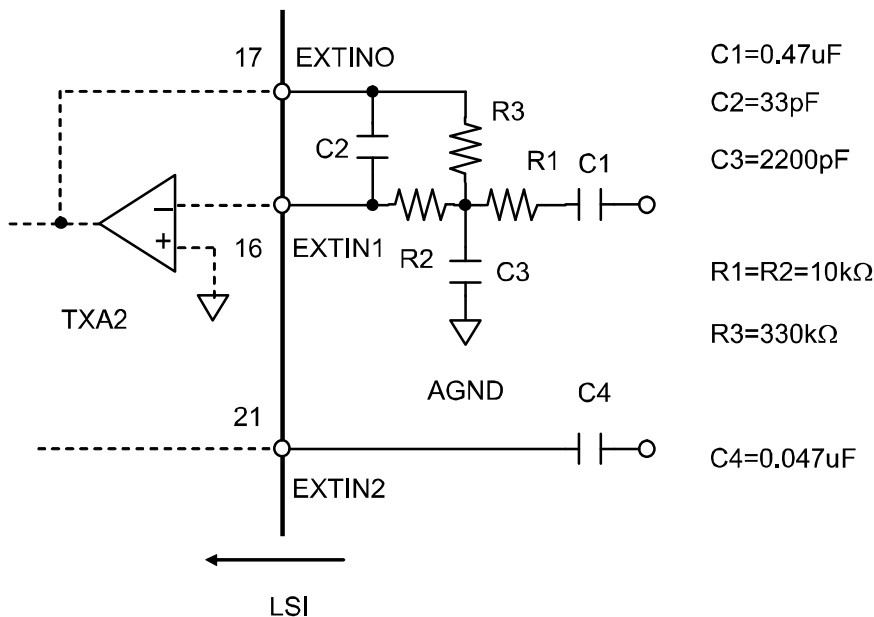 17 EXTINO
C1=0.47uF
R3
C2=33pF
C2
R1 C1
C3=2200pF
−
+
16 EXTIN1
R2 C3
R1=R2=10kΩ
TXA2
R3=330kΩ
AGND
21
C4
EXTIN2
C4=0.047uF
LSI